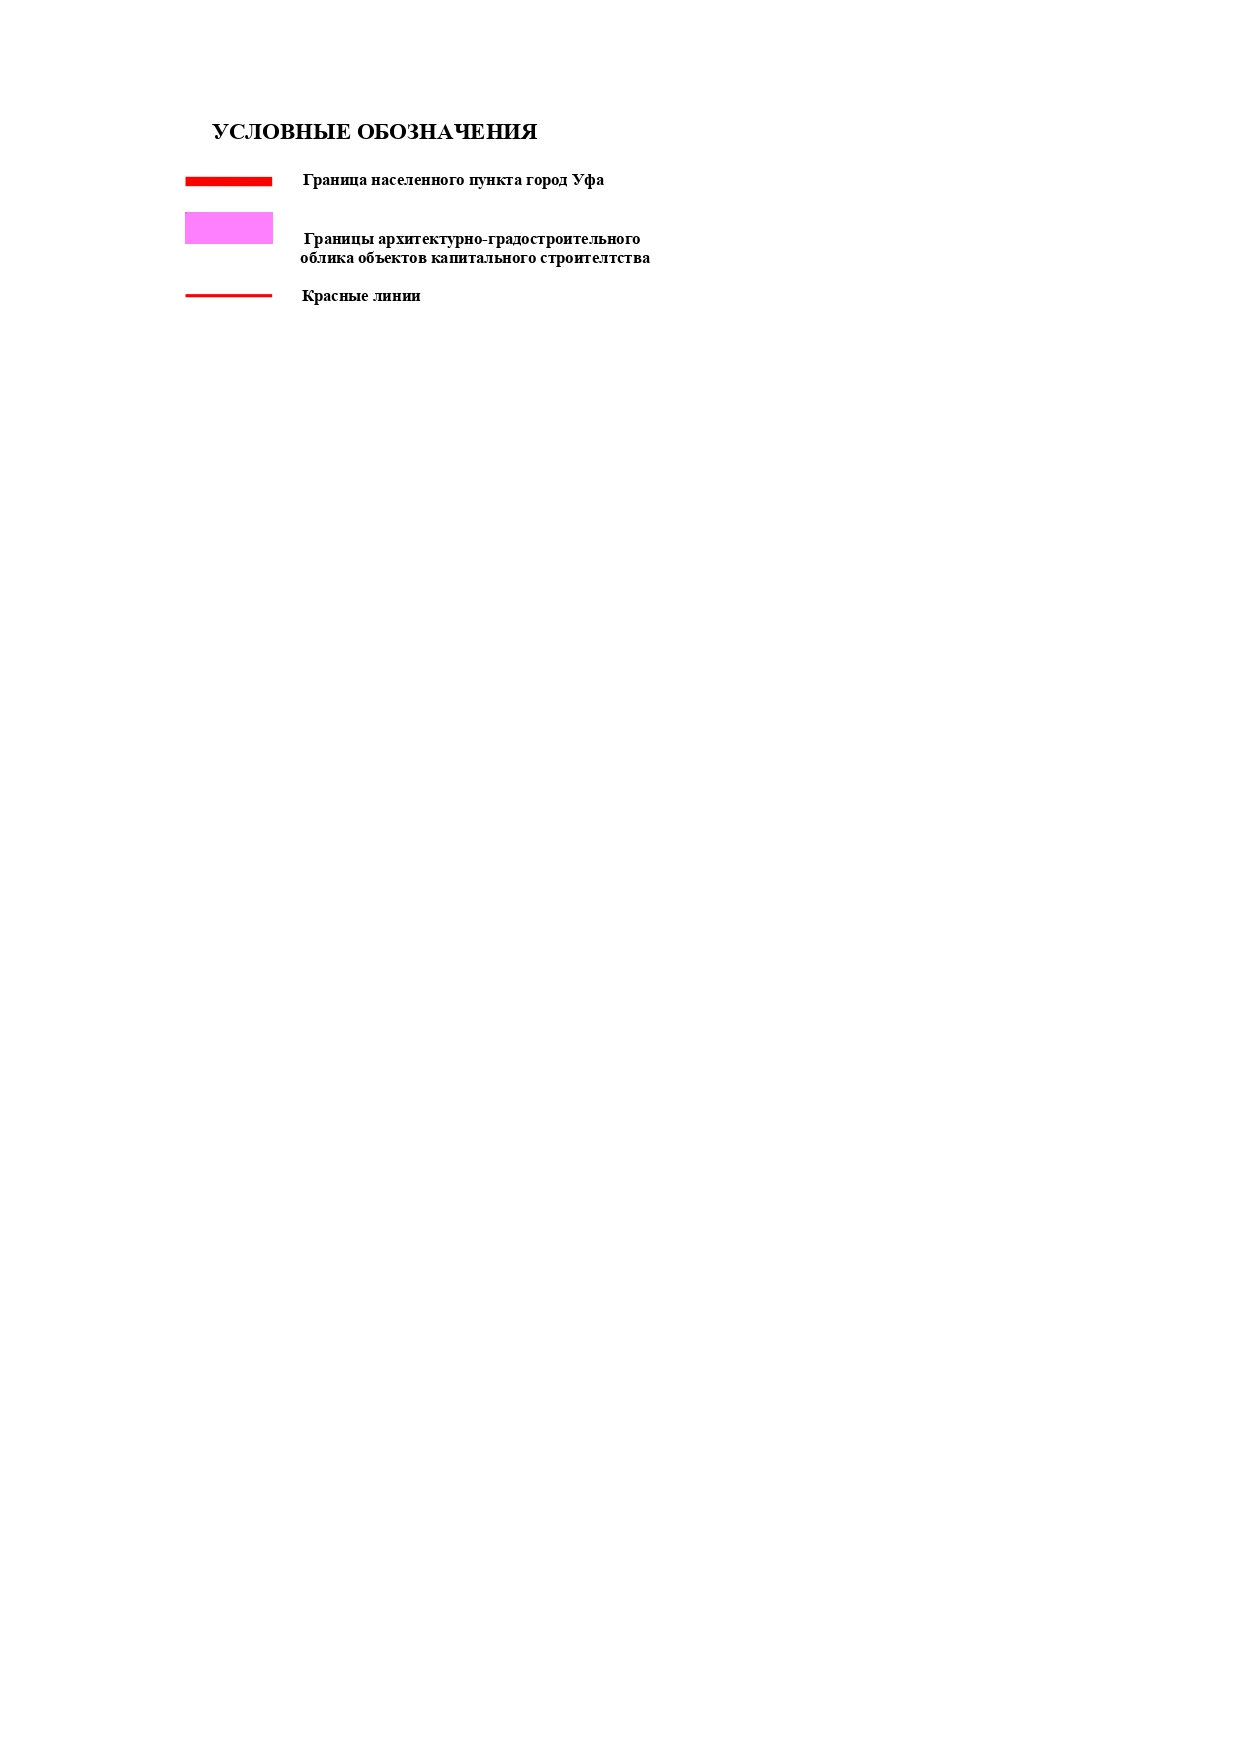 УСЛОВНЫЕ ОБОЗНАЧЕНИЯ
Граница населенного пункта город Уфа
Границы архитектурно-градостроительного
облика объектов капитального строителтства
Красные линии